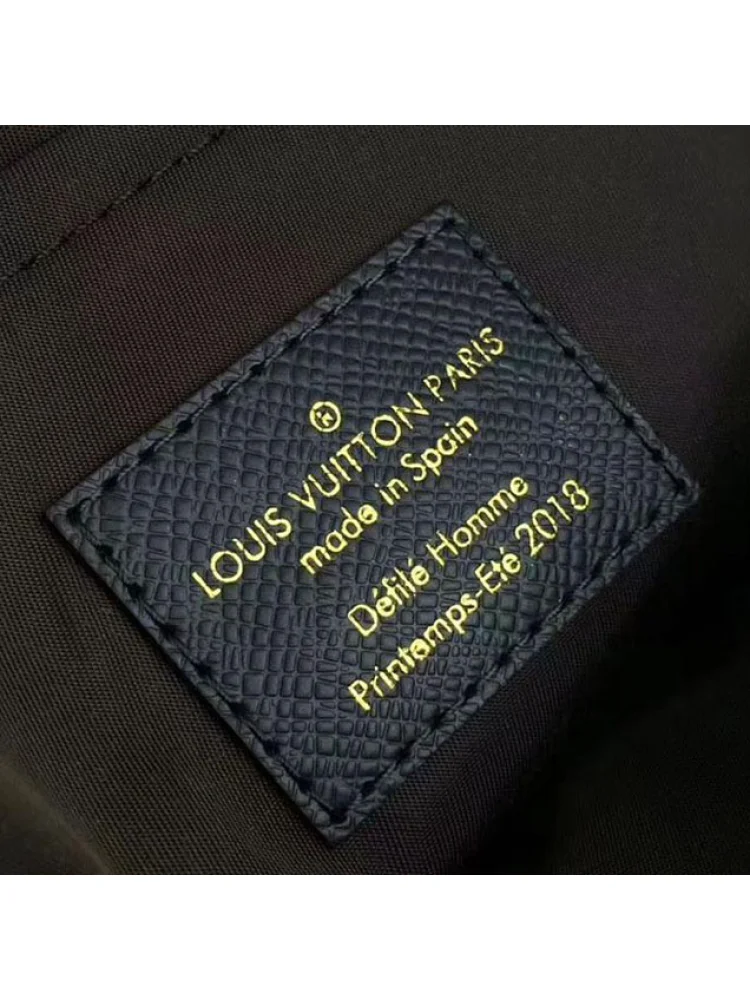 LOUIS VUITTON PARIS
made in Spain
Défilé Homme
Printemps-Eté 2018